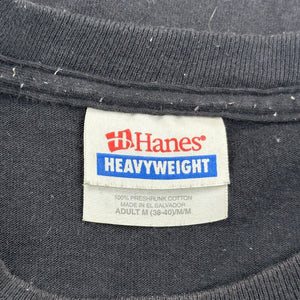 Hanes®
HEAVYWEIGHT
100% PRESHRUNK COTTON
MADE IN EL SALVADOR
ADULT M (38-40)/M/M